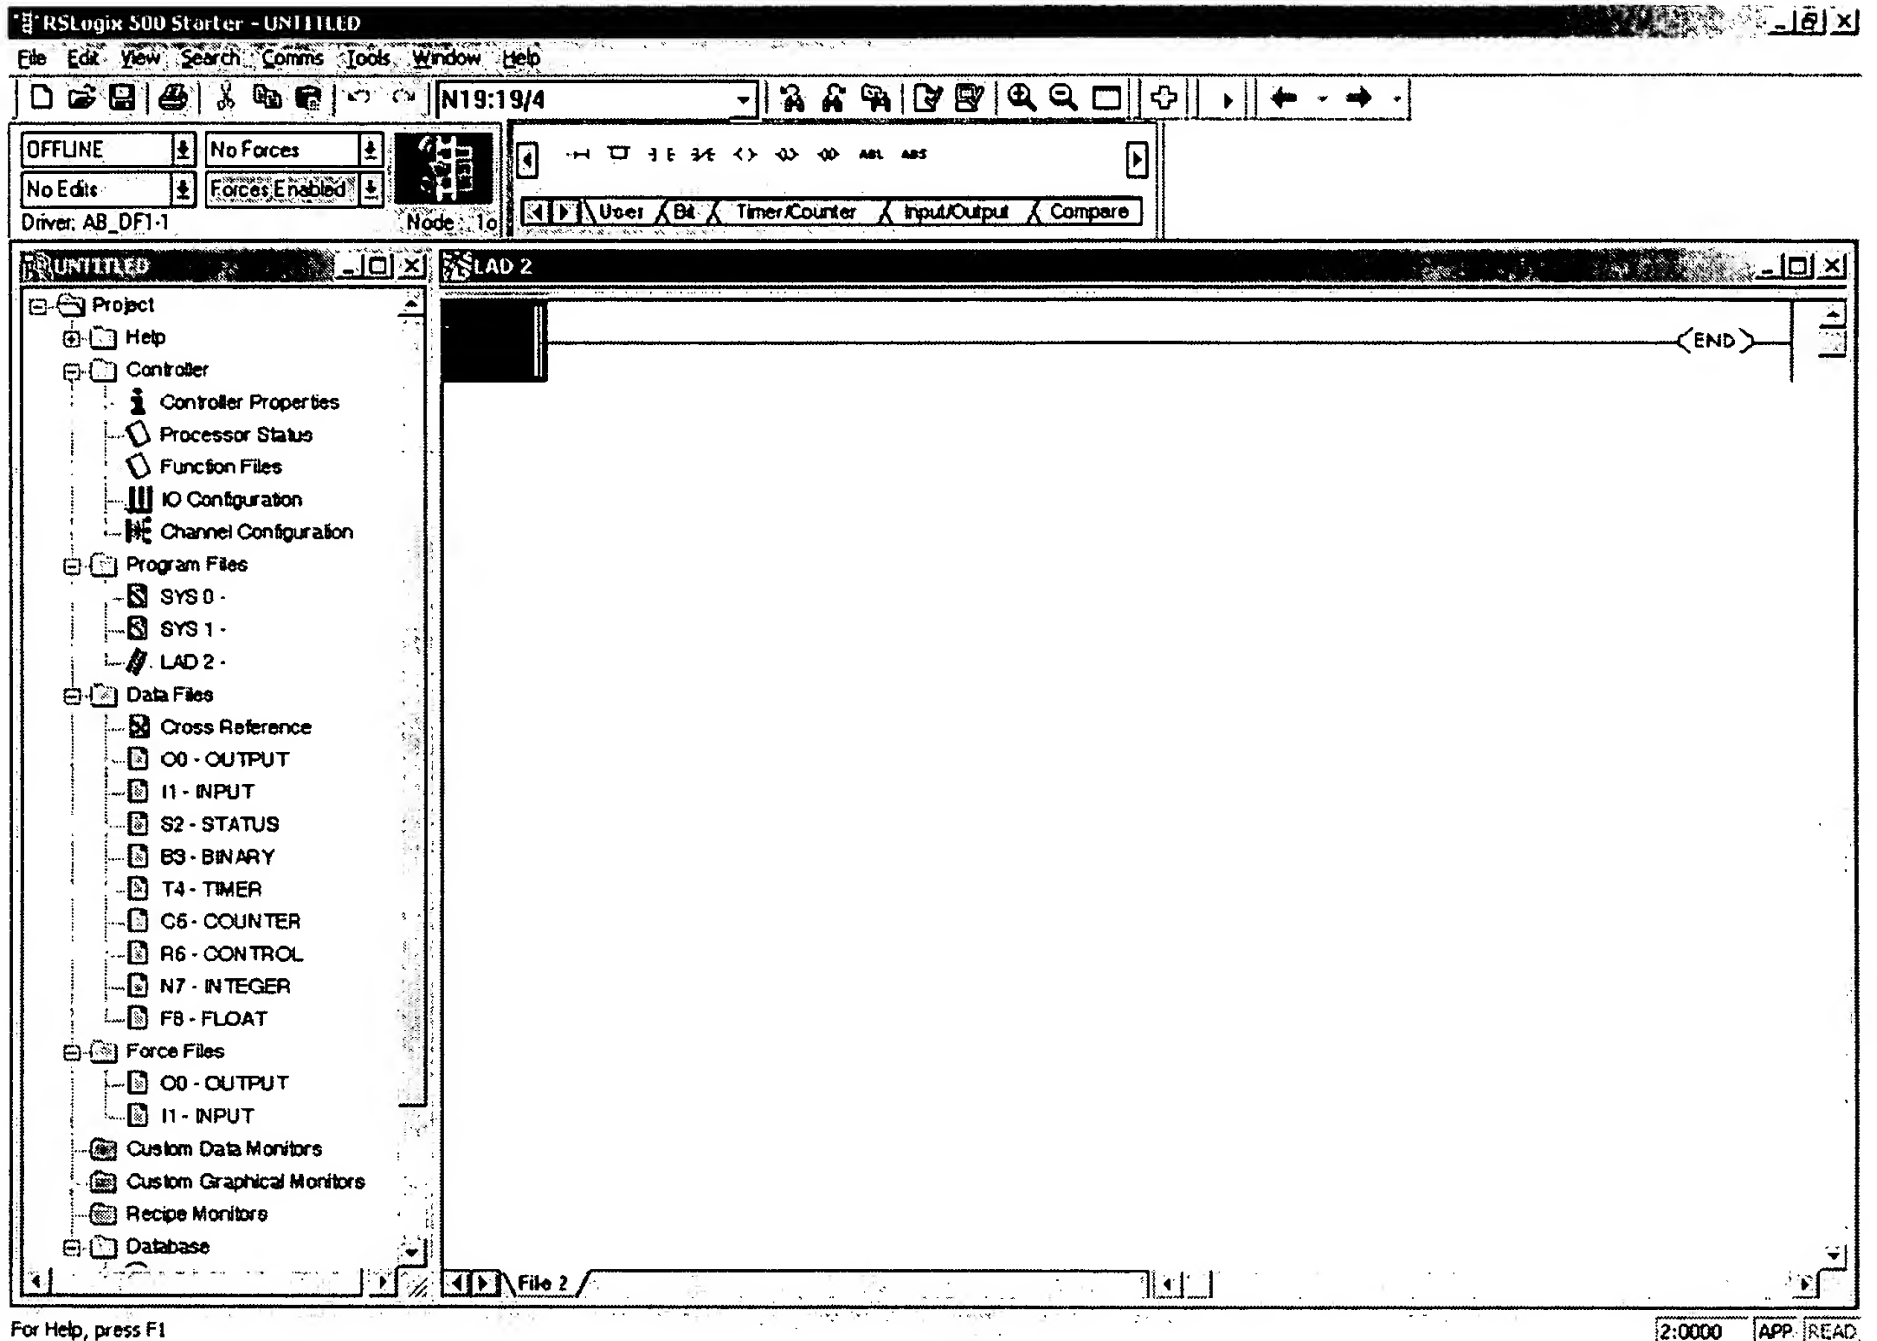 RSLogix 500 Starter - UNTITLED
File Edit View Search Comms Tools Window Help
N19:19/4
OFFLINE No Forces
No Edits Forces Enabled
Driver: AB_DF1-1 Node: 1o
ABL ABS
User Bit Timer/Counter Input/Output Compare
UNTITLED
Project
Help
Controller
Controller Properties
Processor Status
Function Files
IO Configuration
Channel Configuration
Program Files
SYS 0 -
SYS 1 -
LAD 2 -
Data Files
Cross Reference
O0 - OUTPUT
I1 - INPUT
S2 - STATUS
B3 - BINARY
T4 - TIMER
C5 - COUNTER
R6 - CONTROL
N7 - INTEGER
F8 - FLOAT
Force Files
O0 - OUTPUT
I1 - INPUT
Custom Data Monitors
Custom Graphical Monitors
Recipe Monitors
Database
LAD 2
END
File 2
For Help, press F1
2:0000 APP READ